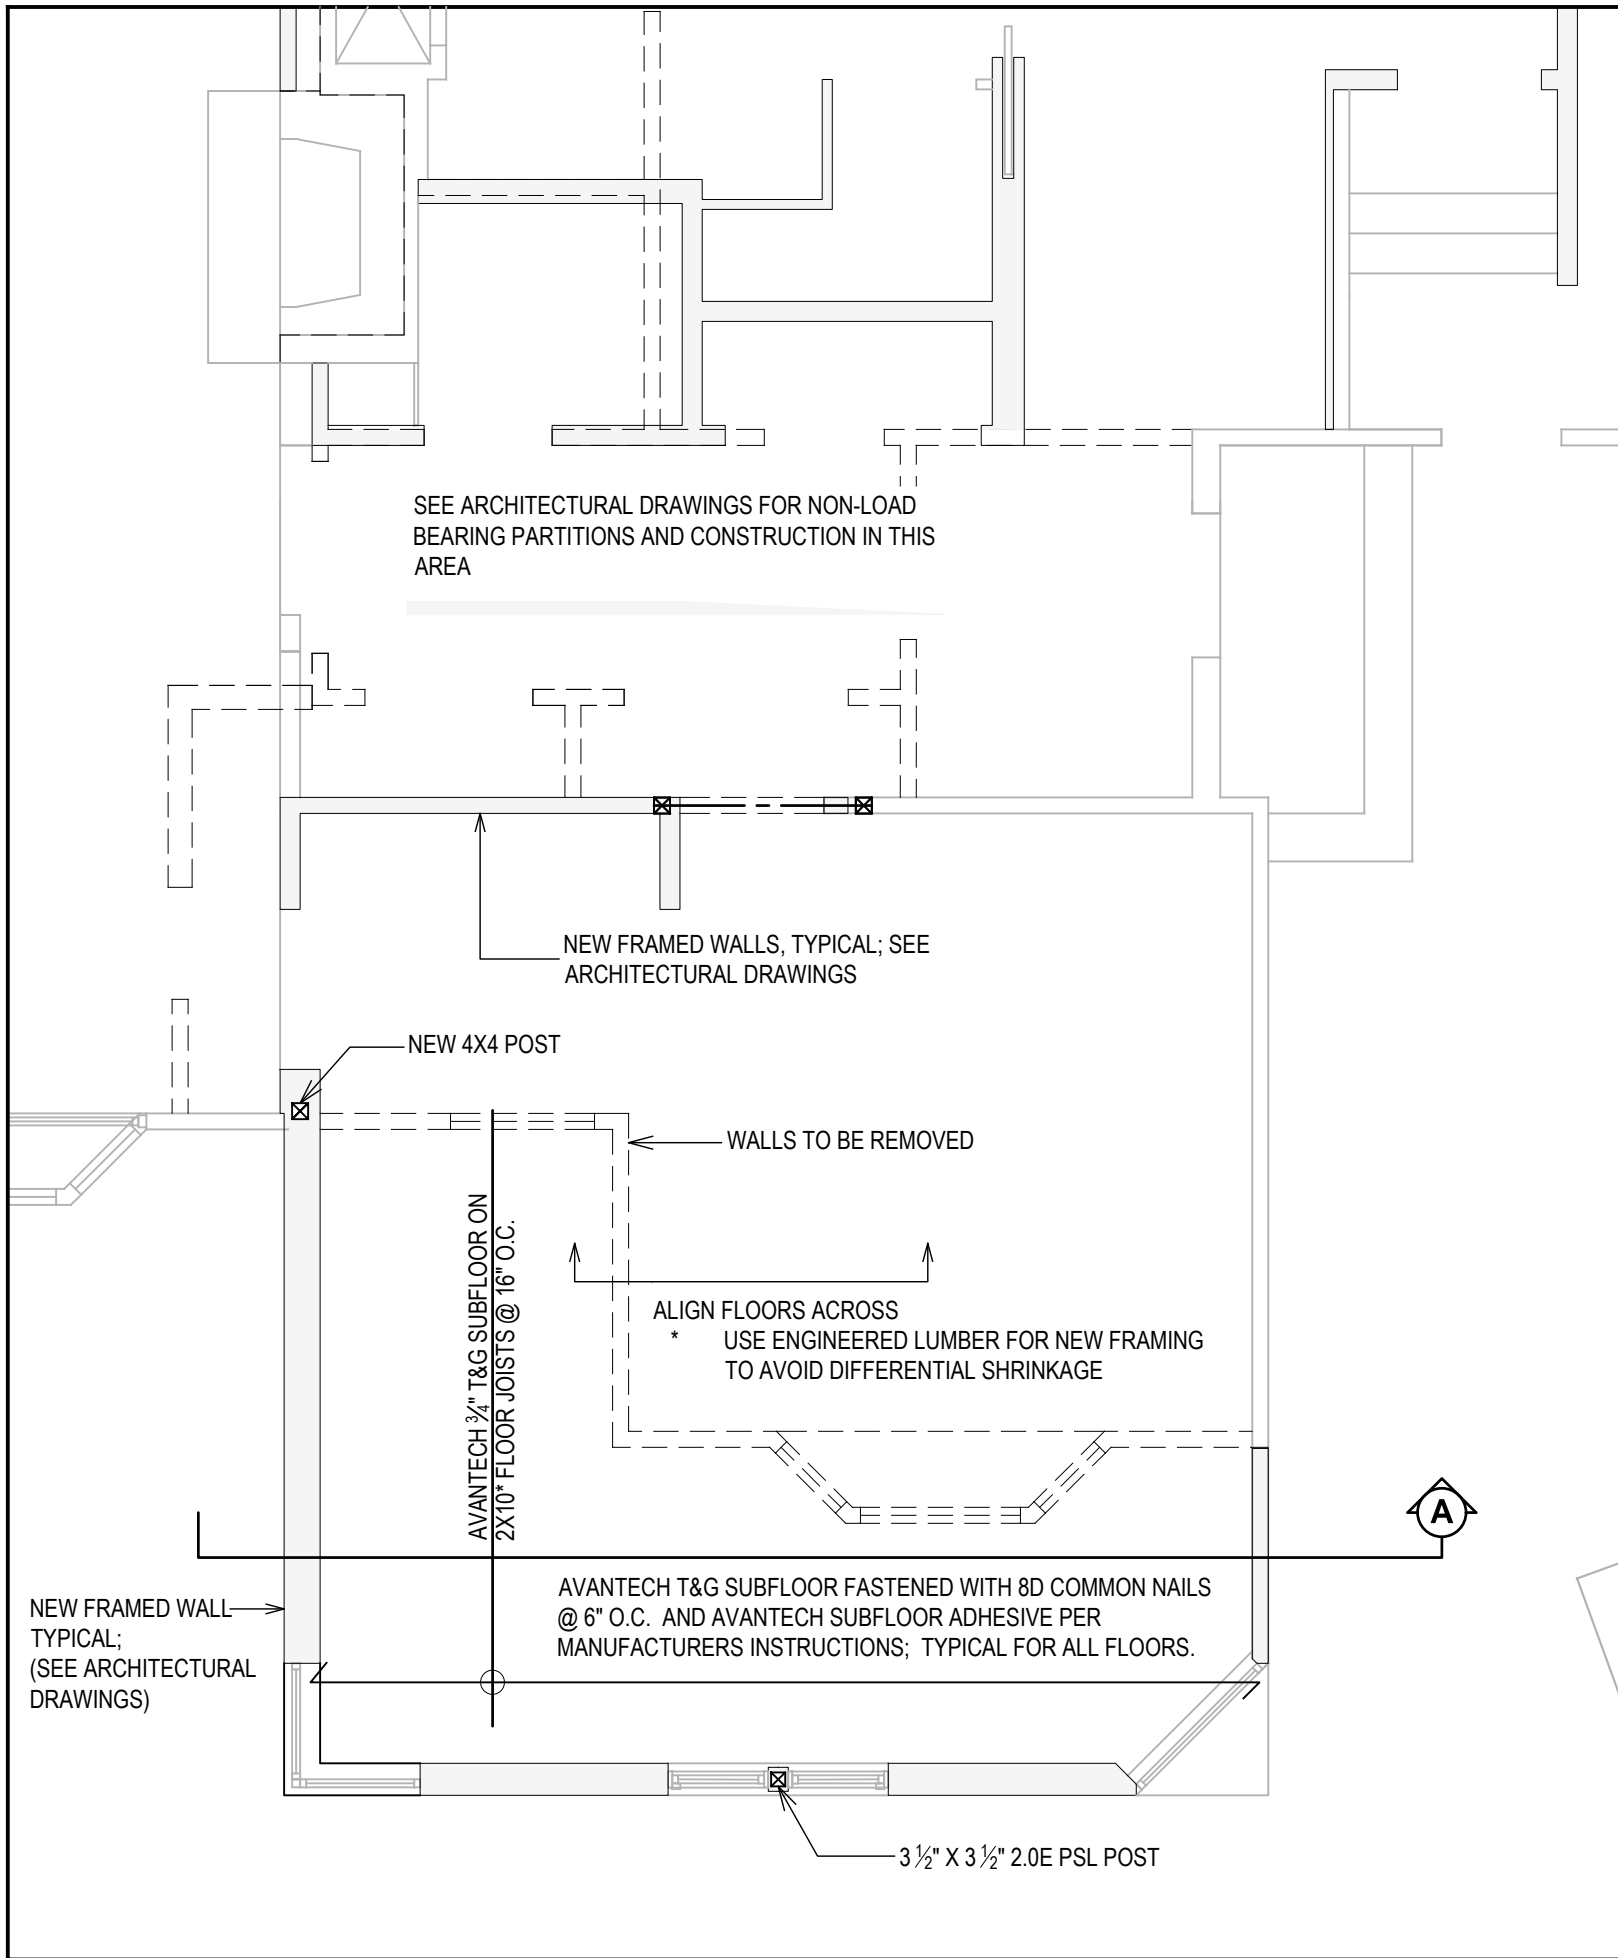 SEE ARCHITECTURAL DRAWINGS FOR NON-LOAD
BEARING PARTITIONS AND CONSTRUCTION IN THIS
AREA
NEW FRAMED WALLS, TYPICAL; SEE
ARCHITECTURAL DRAWINGS
NEW 4X4 POST
WALLS TO BE REMOVED
AVANTECH 3⁄4" T&G SUBFLOOR ON
2X10* FLOOR JOISTS @ 16" O.C.
ALIGN FLOORS ACROSS
* USE ENGINEERED LUMBER FOR NEW FRAMING
TO AVOID DIFFERENTIAL SHRINKAGE
A
AVANTECH T&G SUBFLOOR FASTENED WITH 8D COMMON NAILS
@ 6" O.C. AND AVANTECH SUBFLOOR ADHESIVE PER
MANUFACTURERS INSTRUCTIONS; TYPICAL FOR ALL FLOORS.
NEW FRAMED WALL
TYPICAL;
(SEE ARCHITECTURAL
DRAWINGS)
3 1⁄2" X 3 1⁄2" 2.0E PSL POST